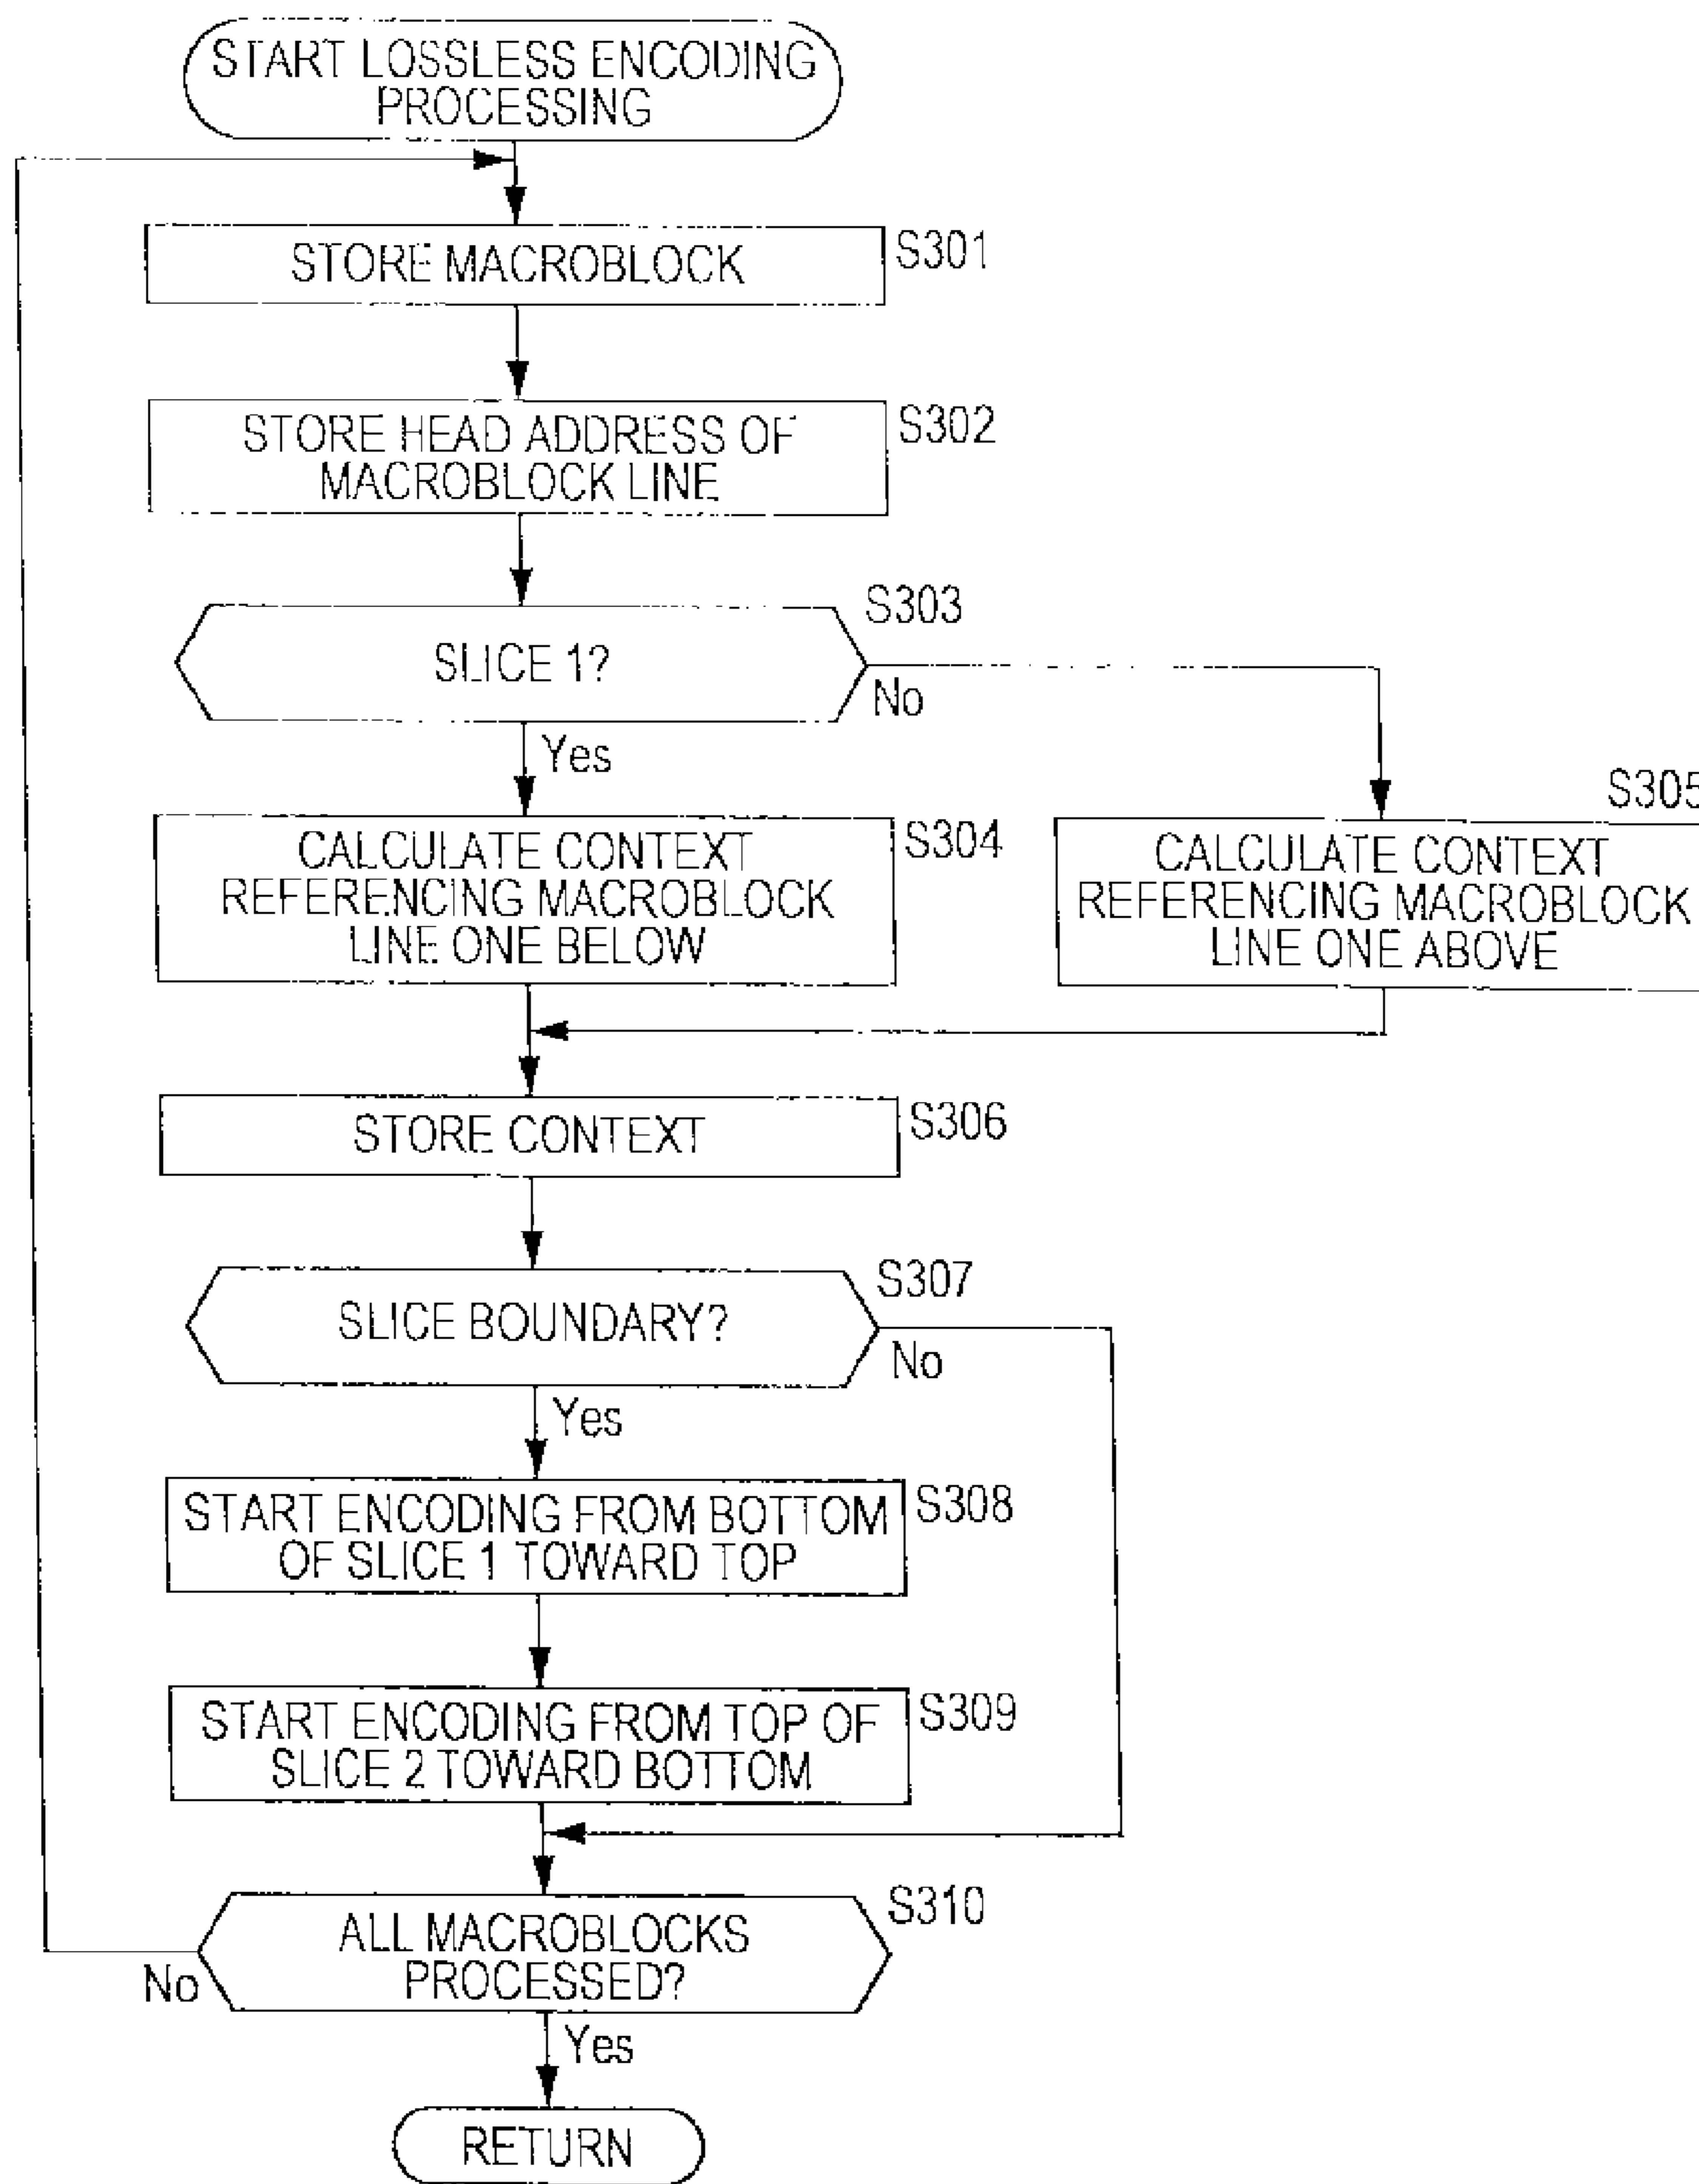 START LOSSLESS ENCODING
PROCESSING
STORE MACROBLOCK
S301
STORE HEAD ADDRESS OF
MACROBLOCK LINE
S302
SLICE 1?
S303
No
Yes
CALCULATE CONTEXT
REFERENCING MACROBLOCK
LINE ONE BELOW
S304
CALCULATE CONTEXT
REFERENCING MACROBLOCK
LINE ONE ABOVE
S305
STORE CONTEXT
S306
SLICE BOUNDARY?
S307
No
Yes
START ENCODING FROM BOTTOM
OF SLICE 1 TOWARD TOP
S308
START ENCODING FROM TOP OF
SLICE 2 TOWARD BOTTOM
S309
ALL MACROBLOCKS
PROCESSED?
S310
No
Yes
RETURN